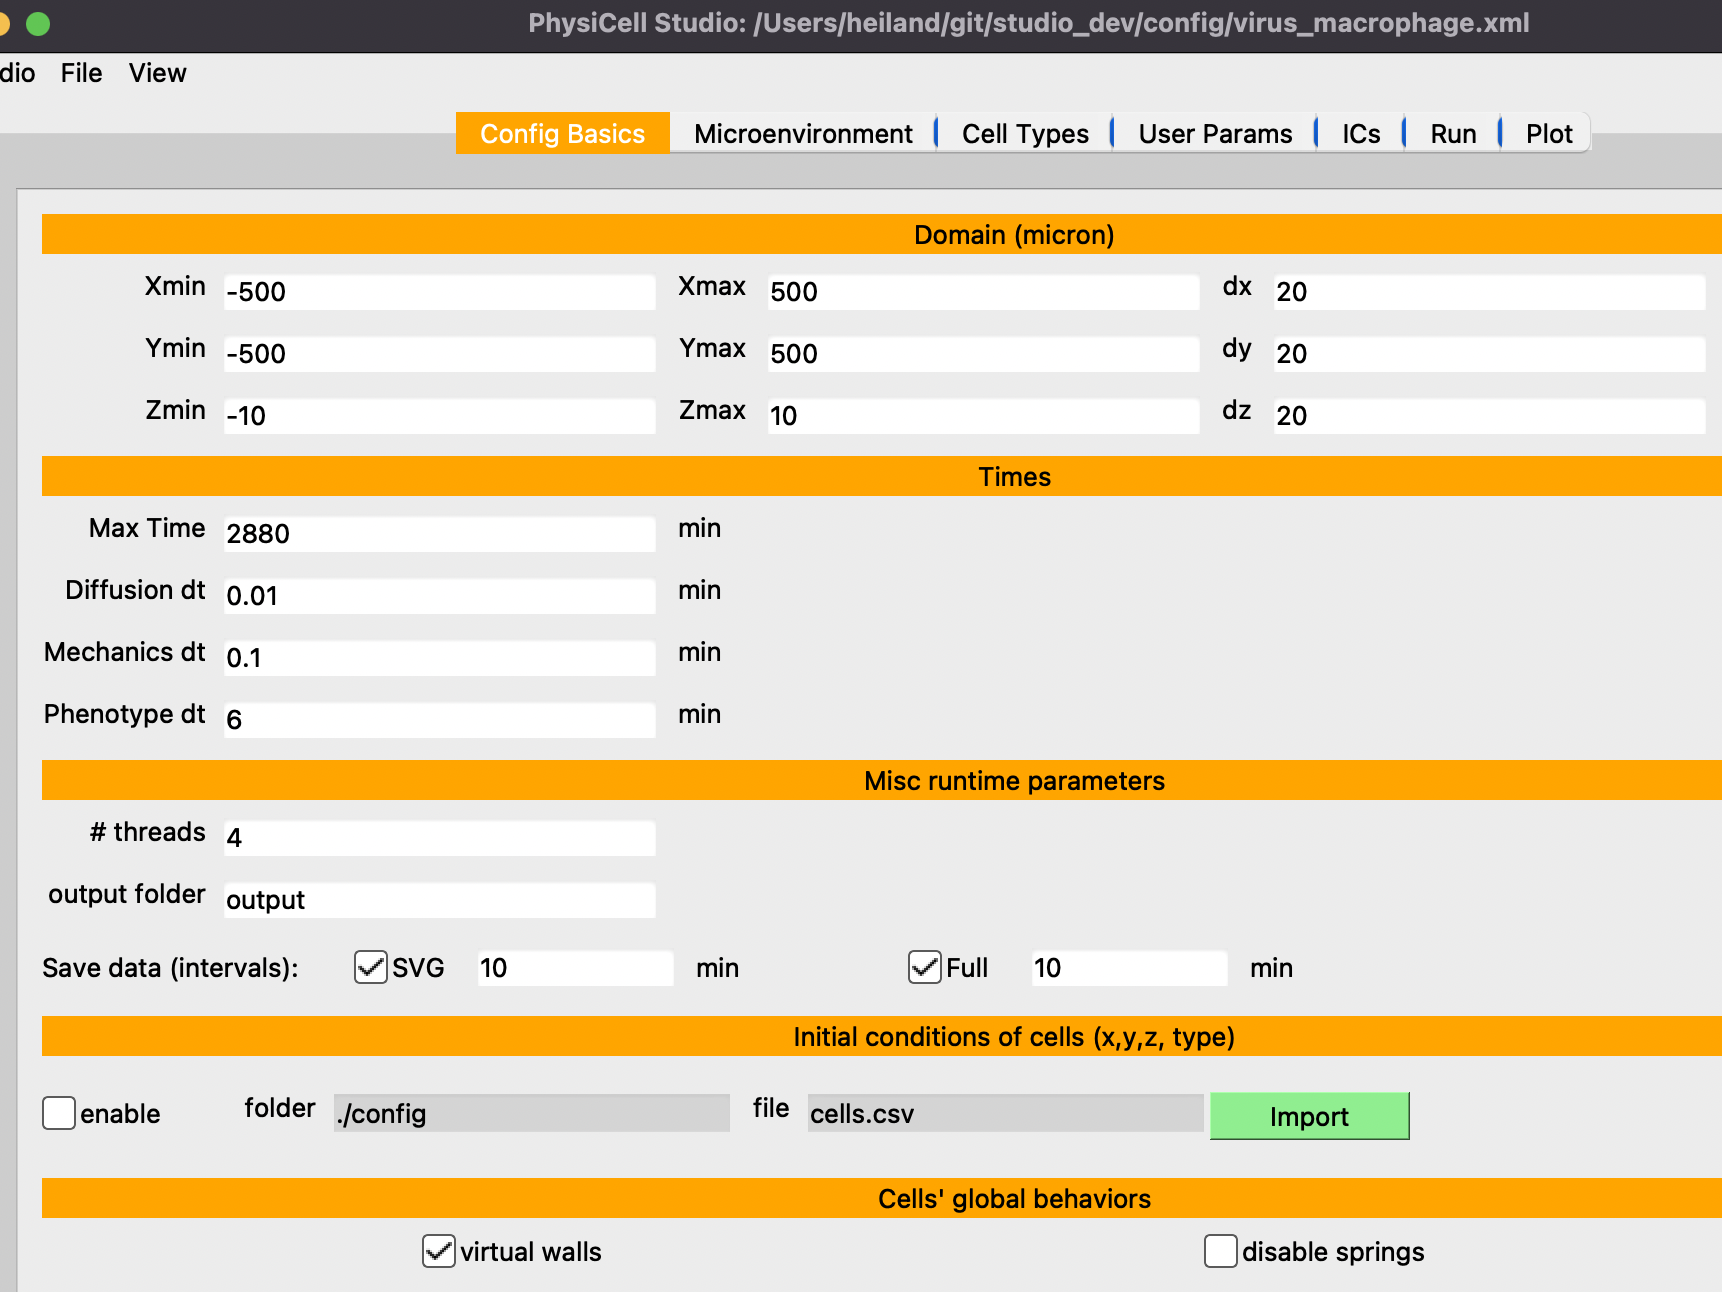 PhysiCell Studio: /Users/heiland/git/studio_dev/config/virus_macrophage.xml
dio File View
Config Basics Microenvironment Cell Types User Params ICs Run Plot
Domain (micron)
Xmin -500 Xmax 500 dx 20
Ymin -500 Ymax 500 dy 20
Zmin -10 Zmax 10 dz 20
Times
Max Time 2880 min
Diffusion dt 0.01 min
Mechanics dt 0.1 min
Phenotype dt 6 min
Misc runtime parameters
# threads 4
output folder output
Save data (intervals): SVG 10 min Full 10 min
Initial conditions of cells (x,y,z, type)
enable folder ./config file cells.csv Import
Cells' global behaviors
virtual walls disable springs